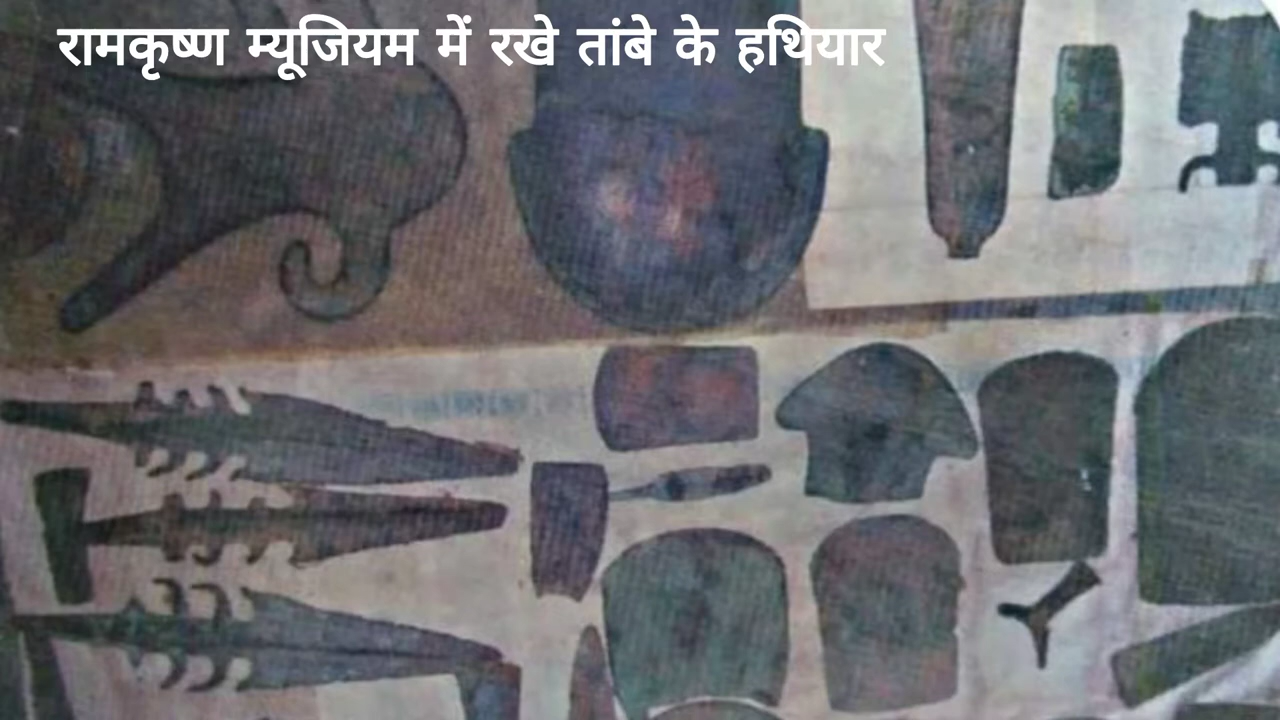 रामकृष्ण म्यूजियम में रखे तांबे के हथियार